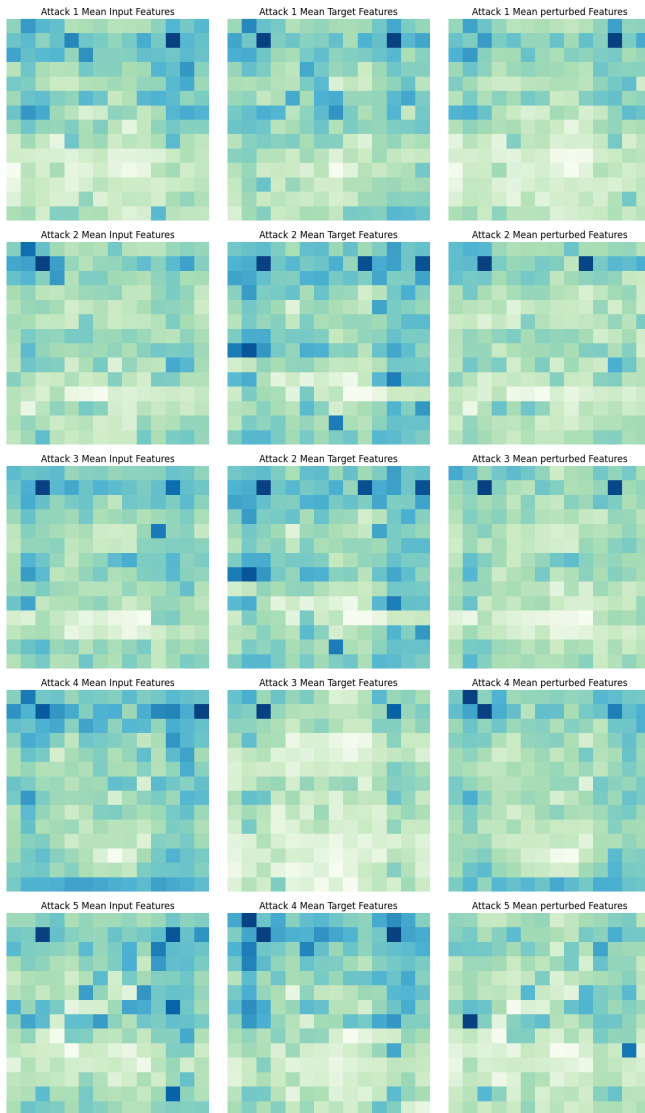 Attack 1 Mean Input Features
Attack 1 Mean Target Features
Attack 1 Mean perturbed Features
Attack 2 Mean Input Features
Attack 2 Mean Target Features
Attack 2 Mean perturbed Features
Attack 3 Mean Input Features
Attack 2 Mean Target Features
Attack 3 Mean perturbed Features
Attack 4 Mean Input Features
Attack 3 Mean Target Features
Attack 4 Mean perturbed Features
Attack 5 Mean Input Features
Attack 4 Mean Target Features
Attack 5 Mean perturbed Features